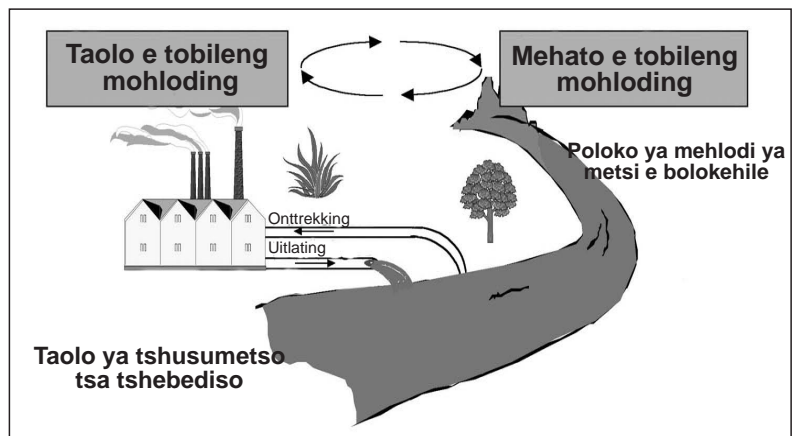 Taolo e tobileng
mohloding
Mehato e tobileng
mohloding
Poloko ya mehlodi ya
metsi e bolokehile
Onttrekking
Uitlating
Taolo ya tshusumetso
tsa tshebediso